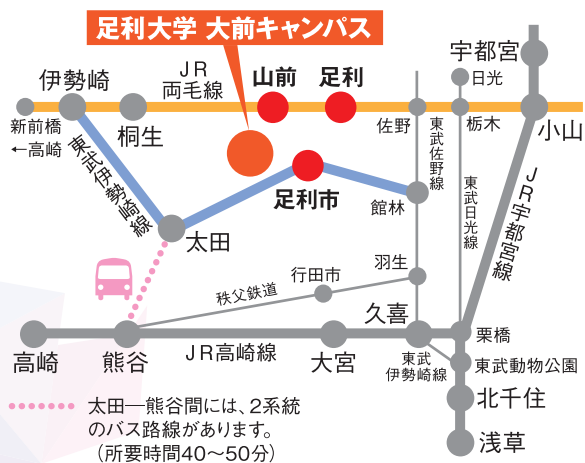 足利大学 大前キャンパス
宇都宮
伊勢崎
JR
両毛線
山前
足利
日光
新前橋
←高崎
桐生
佐野
栃木
小山
東武佐野線
東武伊勢崎線
足利市
館林
東武日光線
JR宇都宮線
太田
羽生
行田市
秩父鉄道
久喜
栗橋
高崎
熊谷
JR高崎線
大宮
東武
伊勢崎線
東武動物公園
北千住
浅草
太田―熊谷間には、2系統
のバス路線があります。
(所要時間40〜50分)